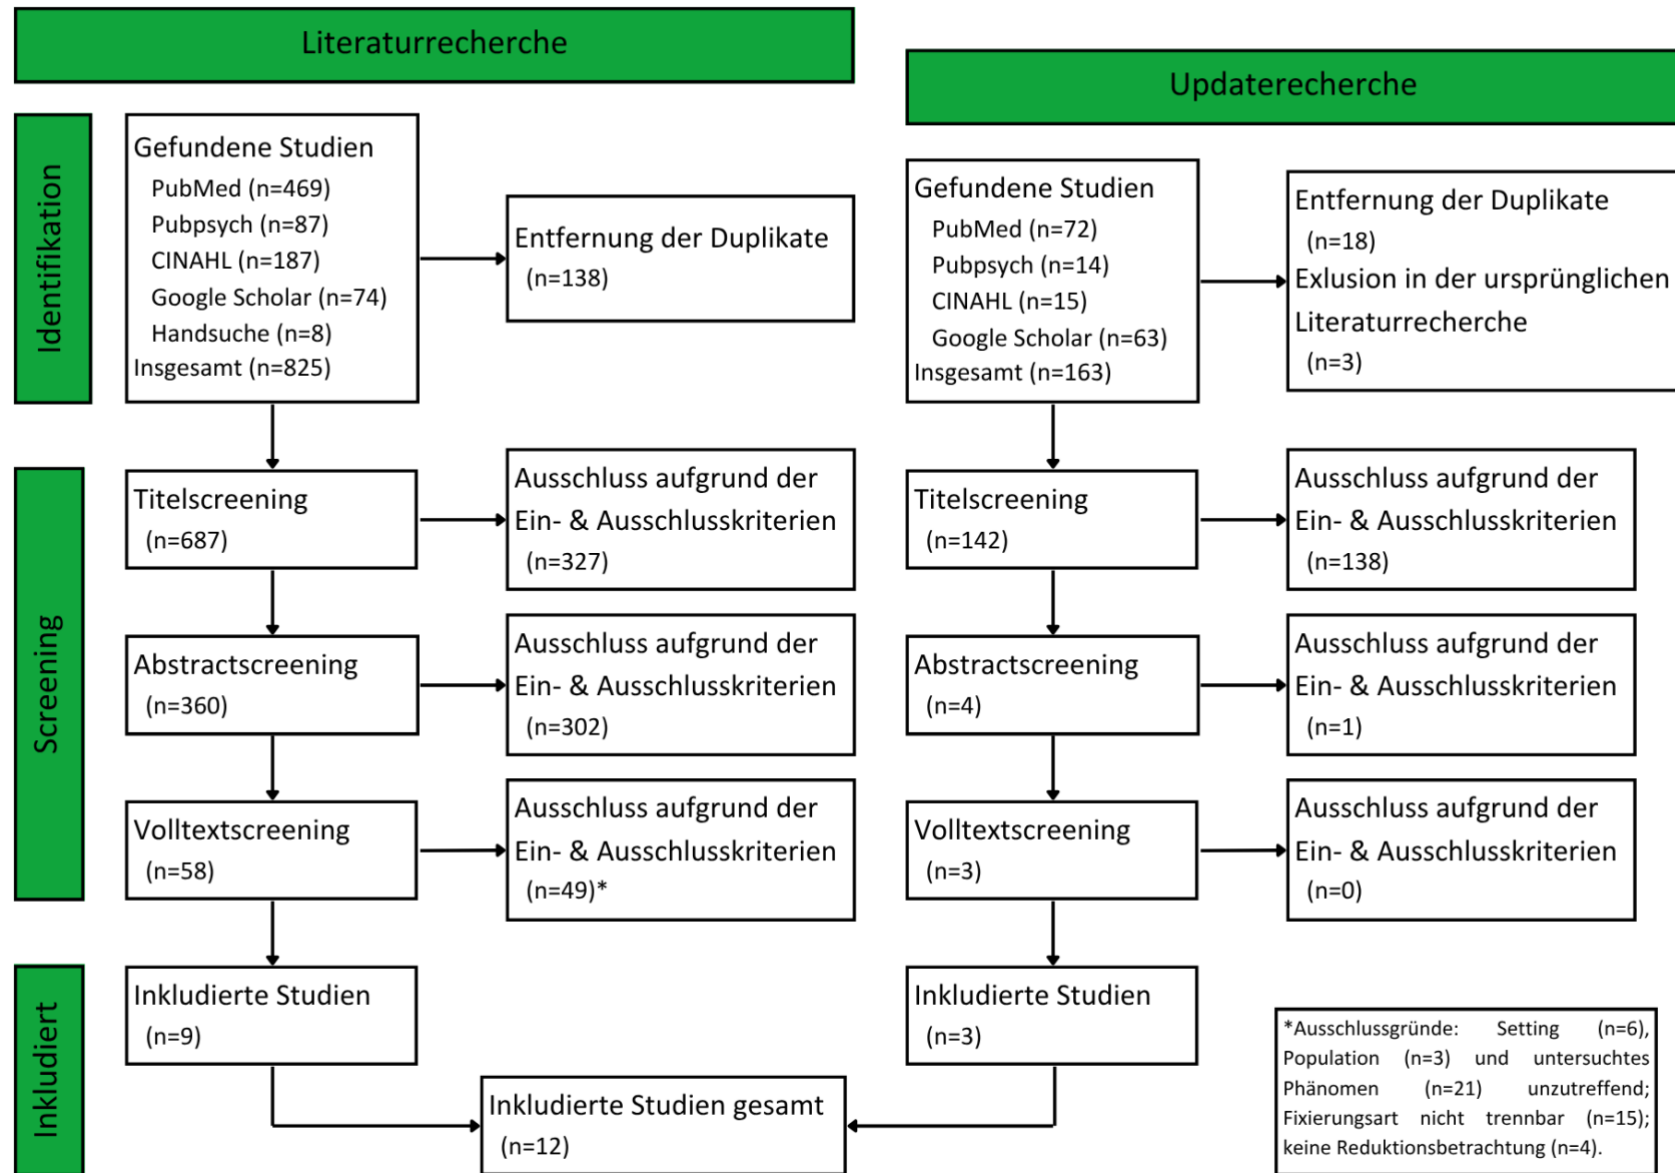 Literaturrecherche
Identifikation
Gefundene Studien
PubMed (n=469)
Pubpsych (n=87)
CINAHL (n=187)
Google Scholar (n=74)
Handsuche (n=8)
Insgesamt (n=825)
Entfernung der Duplikate
(n=138)
Screening
Titelscreening
(n=687)
Ausschluss aufgrund der
Ein- & Ausschlusskriterien
(n=327)
Abstractscreening
(n=360)
Ausschluss aufgrund der
Ein- & Ausschlusskriterien
(n=302)
Volltextscreening
(n=58)
Ausschluss aufgrund der
Ein- & Ausschlusskriterien
(n=49)*
Inkludiert
Inkludierte Studien
(n=9)
Updaterecherche
Gefundene Studien
PubMed (n=72)
Pubpsych (n=14)
CINAHL (n=15)
Google Scholar (n=63)
Insgesamt (n=163)
Entfernung der Duplikate
(n=18)
Exlusion in der ursprünglichen
Literaturrecherche
(n=3)
Titelscreening
(n=142)
Ausschluss aufgrund der
Ein- & Ausschlusskriterien
(n=138)
Abstractscreening
(n=4)
Ausschluss aufgrund der
Ein- & Ausschlusskriterien
(n=1)
Volltextscreening
(n=3)
Ausschluss aufgrund der
Ein- & Ausschlusskriterien
(n=0)
Inkludierte Studien
(n=3)
Inkludierte Studien gesamt
(n=12)
*Ausschlussgründe: Setting (n=6),
Population (n=3) und untersuchtes
Phänomen (n=21) unzutreffend;
Fixierungsart nicht trennbar (n=15);
keine Reduktionsbetrachtung (n=4).